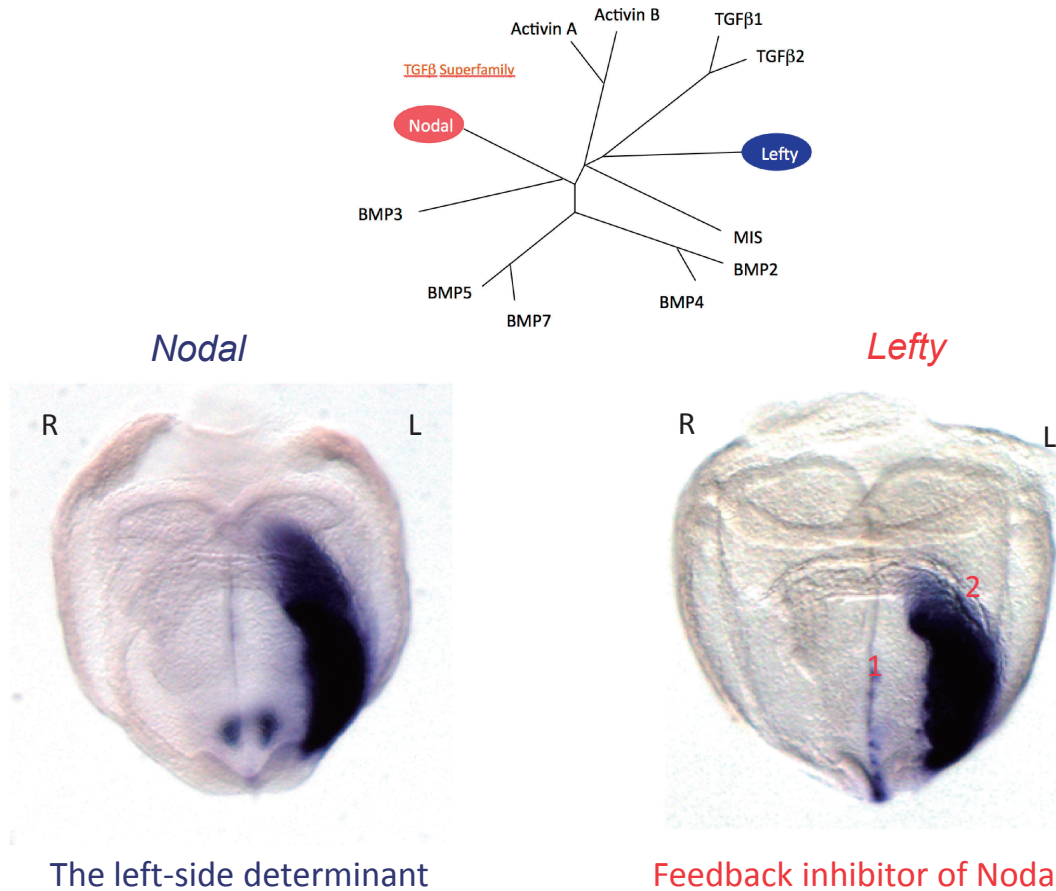 Activin A
Activin B
TGFβ1
TGFβ2
TGFβ Superfamily
Nodal
Lefty
BMP3
MIS
BMP2
BMP4
BMP5
BMP7
Nodal
Lefty
R
L
R
L
2
1
The left-side determinant
Feedback inhibitor of Noda